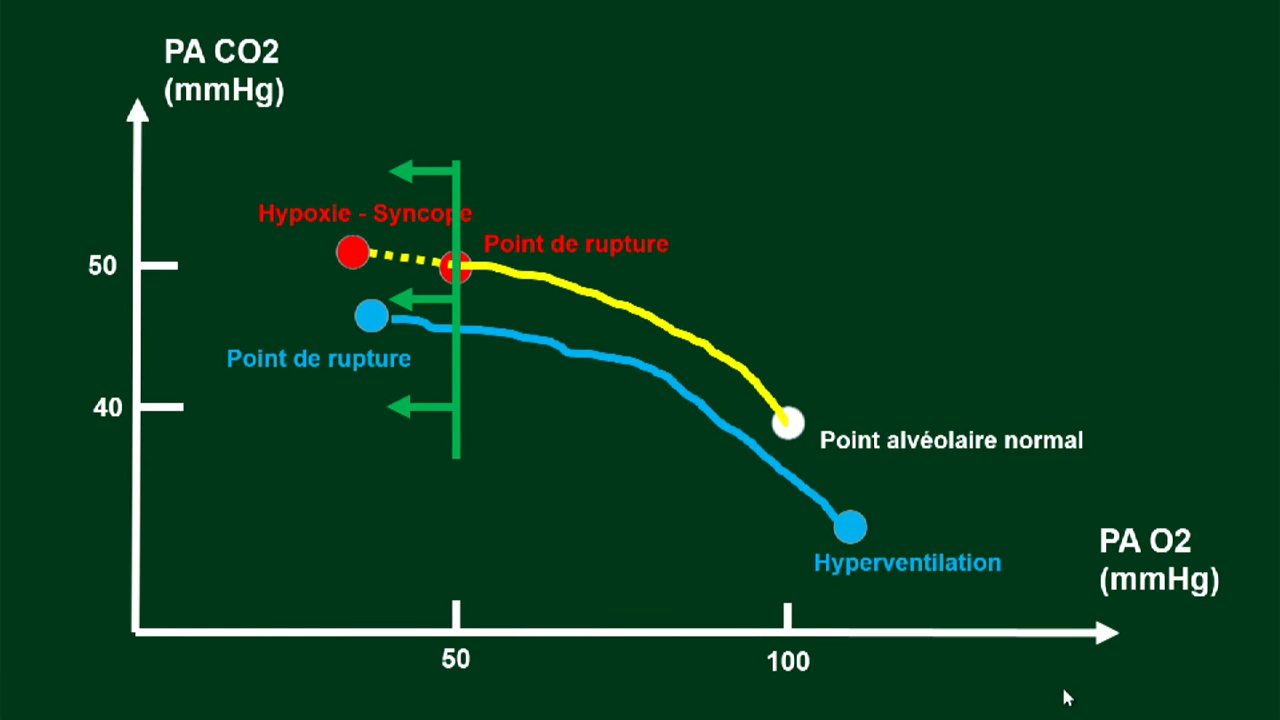 PA CO2
(mmHg)
Hypoxie - Syncope
Point de rupture
50
Point de rupture
40
Point alvéolaire normal
PA O2
(mmHg)
Hyperventilation
50
100